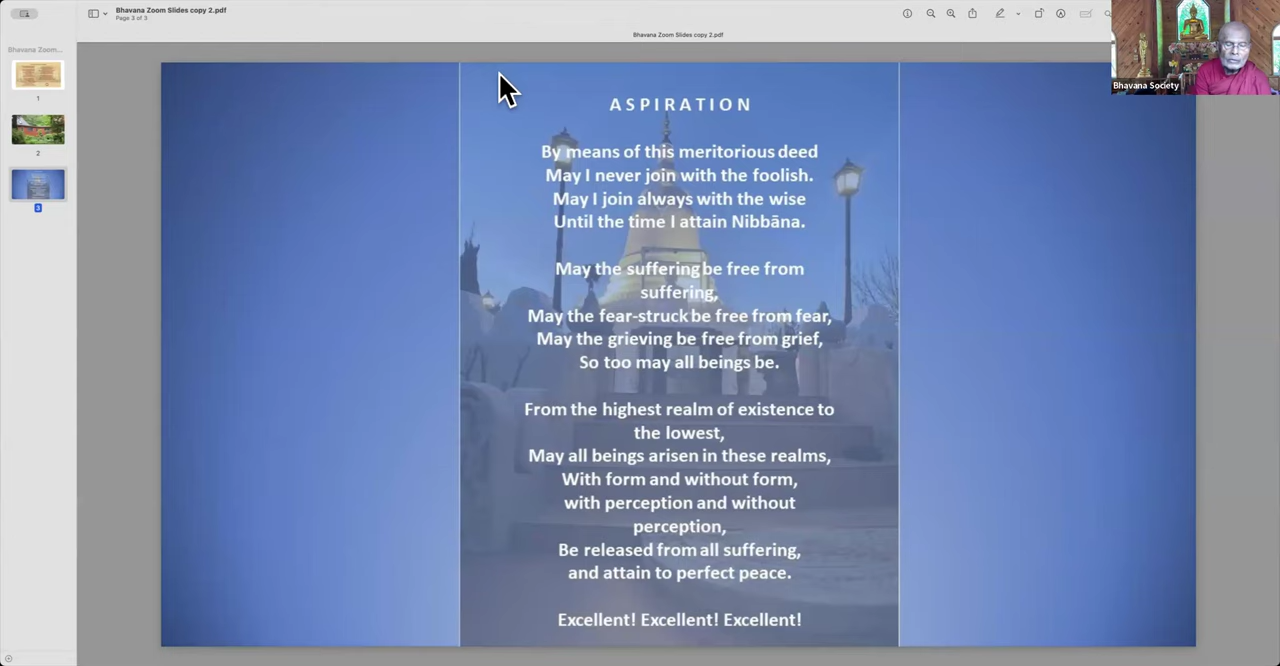 Bhavana Zoom Slides copy 2.pdf
Page 3 of 3
Bhavana Zoom Slides copy 2.pdf
Bhavana Zoom...
1
2
3
Bhavana Society
ASPIRATION
By means of this meritorious deed
May I never join with the foolish.
May I join always with the wise
Until the time I attain Nibbāna.
May the suffering be free from
suffering,
May the fear-struck be free from fear,
May the grieving be free from grief,
So too may all beings be.
From the highest realm of existence to
the lowest,
May all beings arisen in these realms,
With form and without form,
with perception and without
perception,
Be released from all suffering,
and attain to perfect peace.
Excellent! Excellent! Excellent!